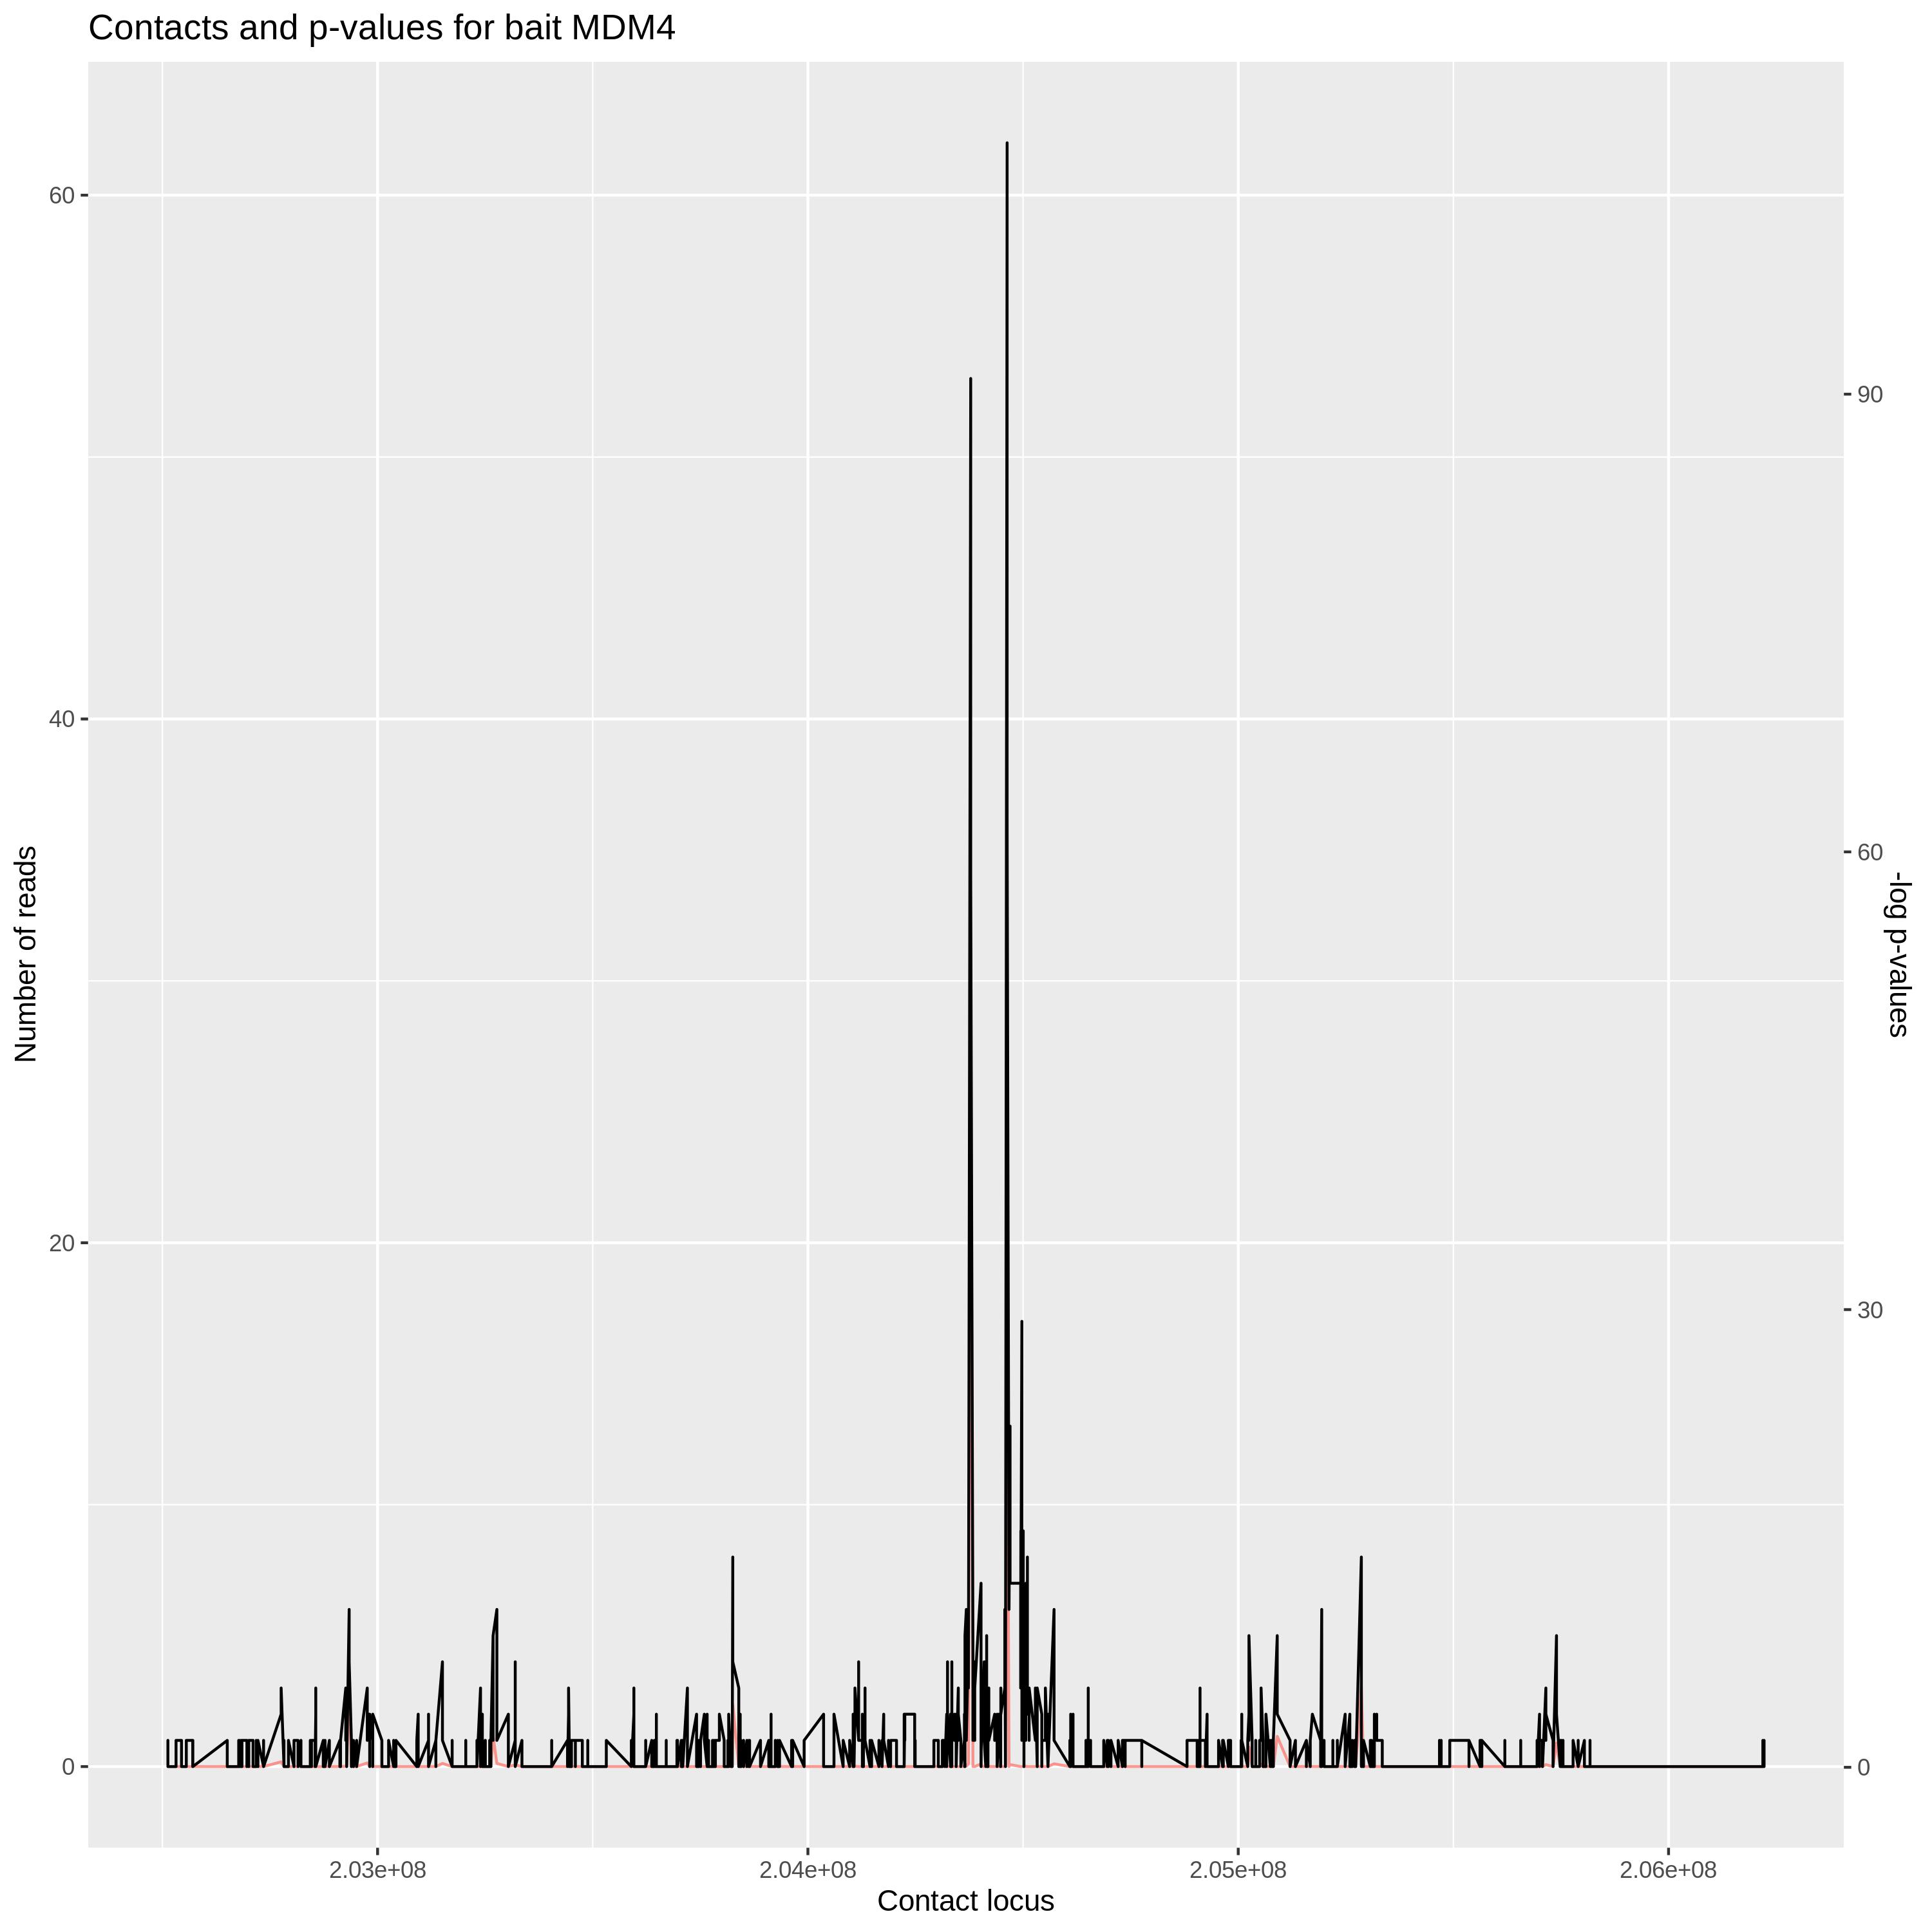 Contacts and p-values for bait MDM4
60
40
20
0
Number of reads
90
60
30
0
-log p-values
2.03e+08
2.04e+08
2.05e+08
2.06e+08
Contact locus